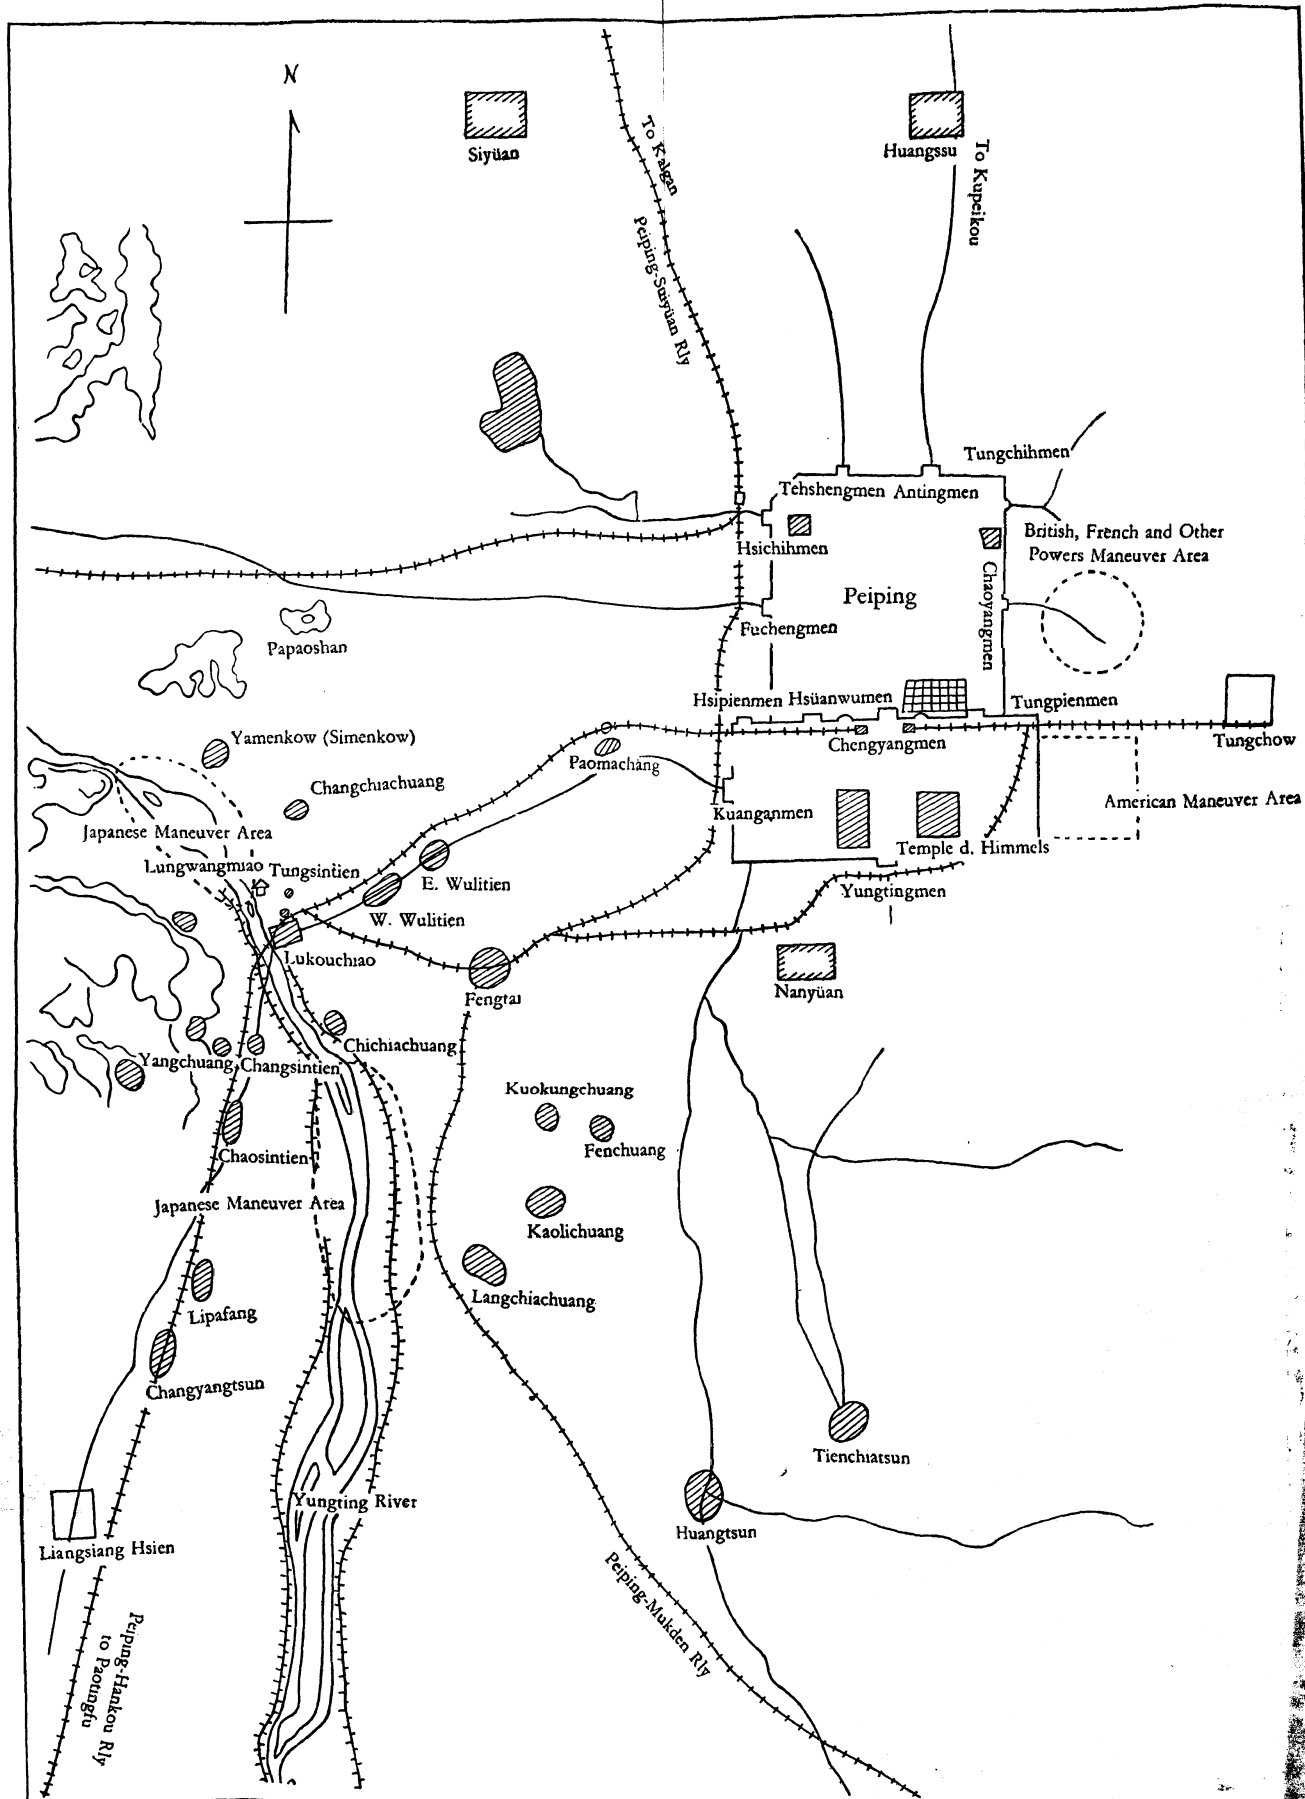 N
Siyüan
To Kalgan
Peiping-Suiyüan Rly
Huangssu
To Kupeikou
Tungchihmen
Tehshengmen
Antingmen
British, French and Other
Powers Maneuver Area
Hsichihmen
Peiping
Chaoyangmen
Papaoshan
Fuchengmen
Hsipienmen
Hsüanwumen
Tungpienmen
Yamenkow (Simenkow)
Paomachang
Chengyangmen
Tungchow
Changchiachuang
Kuanganmen
American Maneuver Area
Japanese Maneuver Area
Temple d. Himmels
Lungwangmiao
Tungsintien
E. Wulitien
Yungtingmen
W. Wulitien
Lukouchiao
Fengtai
Nanyüan
Chichiachuang
Yangchuang
Changsintien
Kuokungchuang
Fenchuang
Chaosintien
Japanese Maneuver Area
Kaolichuang
Langchiachuang
Lipafang
Changyangtsun
Tienchiatsun
Yungting River
Huangtsun
Liangsiang Hsien
Peiping-Mukden Rly
Peiping-Hankou Rly
to Paotungfu